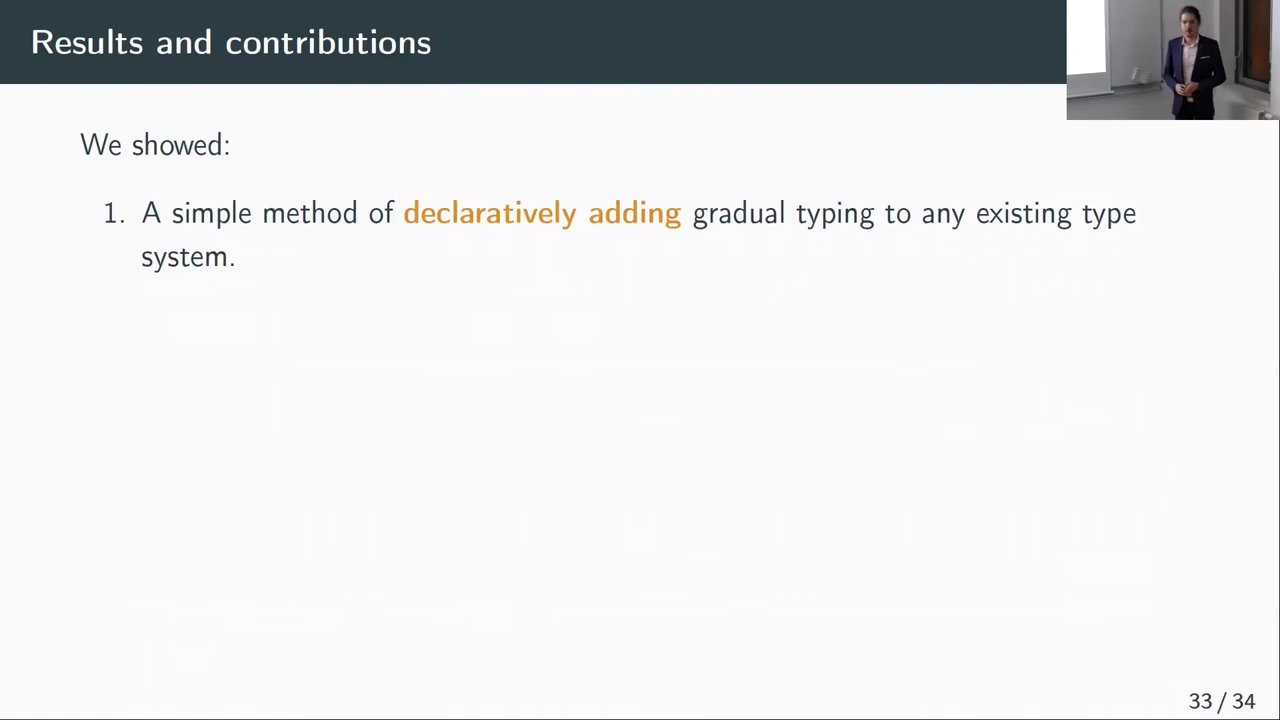 Results and contributions
We showed:
1. A simple method of declaratively adding gradual typing to any existing type
system.
33 / 34